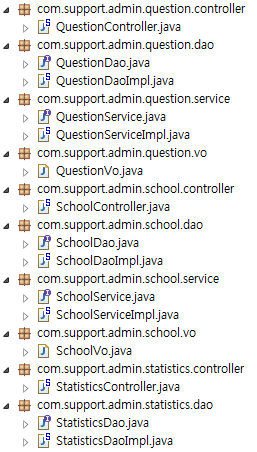 com.support.admin.question.controller
QuestionController.java
com.support.admin.question.dao
QuestionDao.java
QuestionDaoImpl.java
com.support.admin.question.service
QuestionService.java
QuestionServiceImpl.java
com.support.admin.question.vo
QuestionVo.java
com.support.admin.school.controller
SchoolController.java
com.support.admin.school.dao
SchoolDao.java
SchoolDaoImpl.java
com.support.admin.school.service
SchoolService.java
SchoolServiceImpl.java
com.support.admin.school.vo
SchoolVo.java
com.support.admin.statistics.controller
StatisticsController.java
com.support.admin.statistics.dao
StatisticsDao.java
StatisticsDaoImpl.java